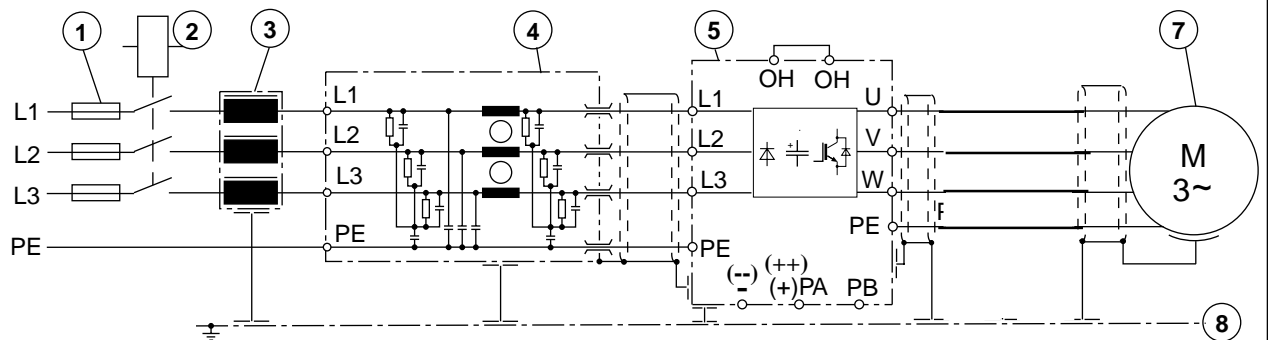 1 2 3 4 5 7
OH OH
L1 L1 L1 U
L2 L2 L2 V
L3 L3 L3 W
M
3~
PE PE PE PE
(--) (++)
- (+) PA PB
8